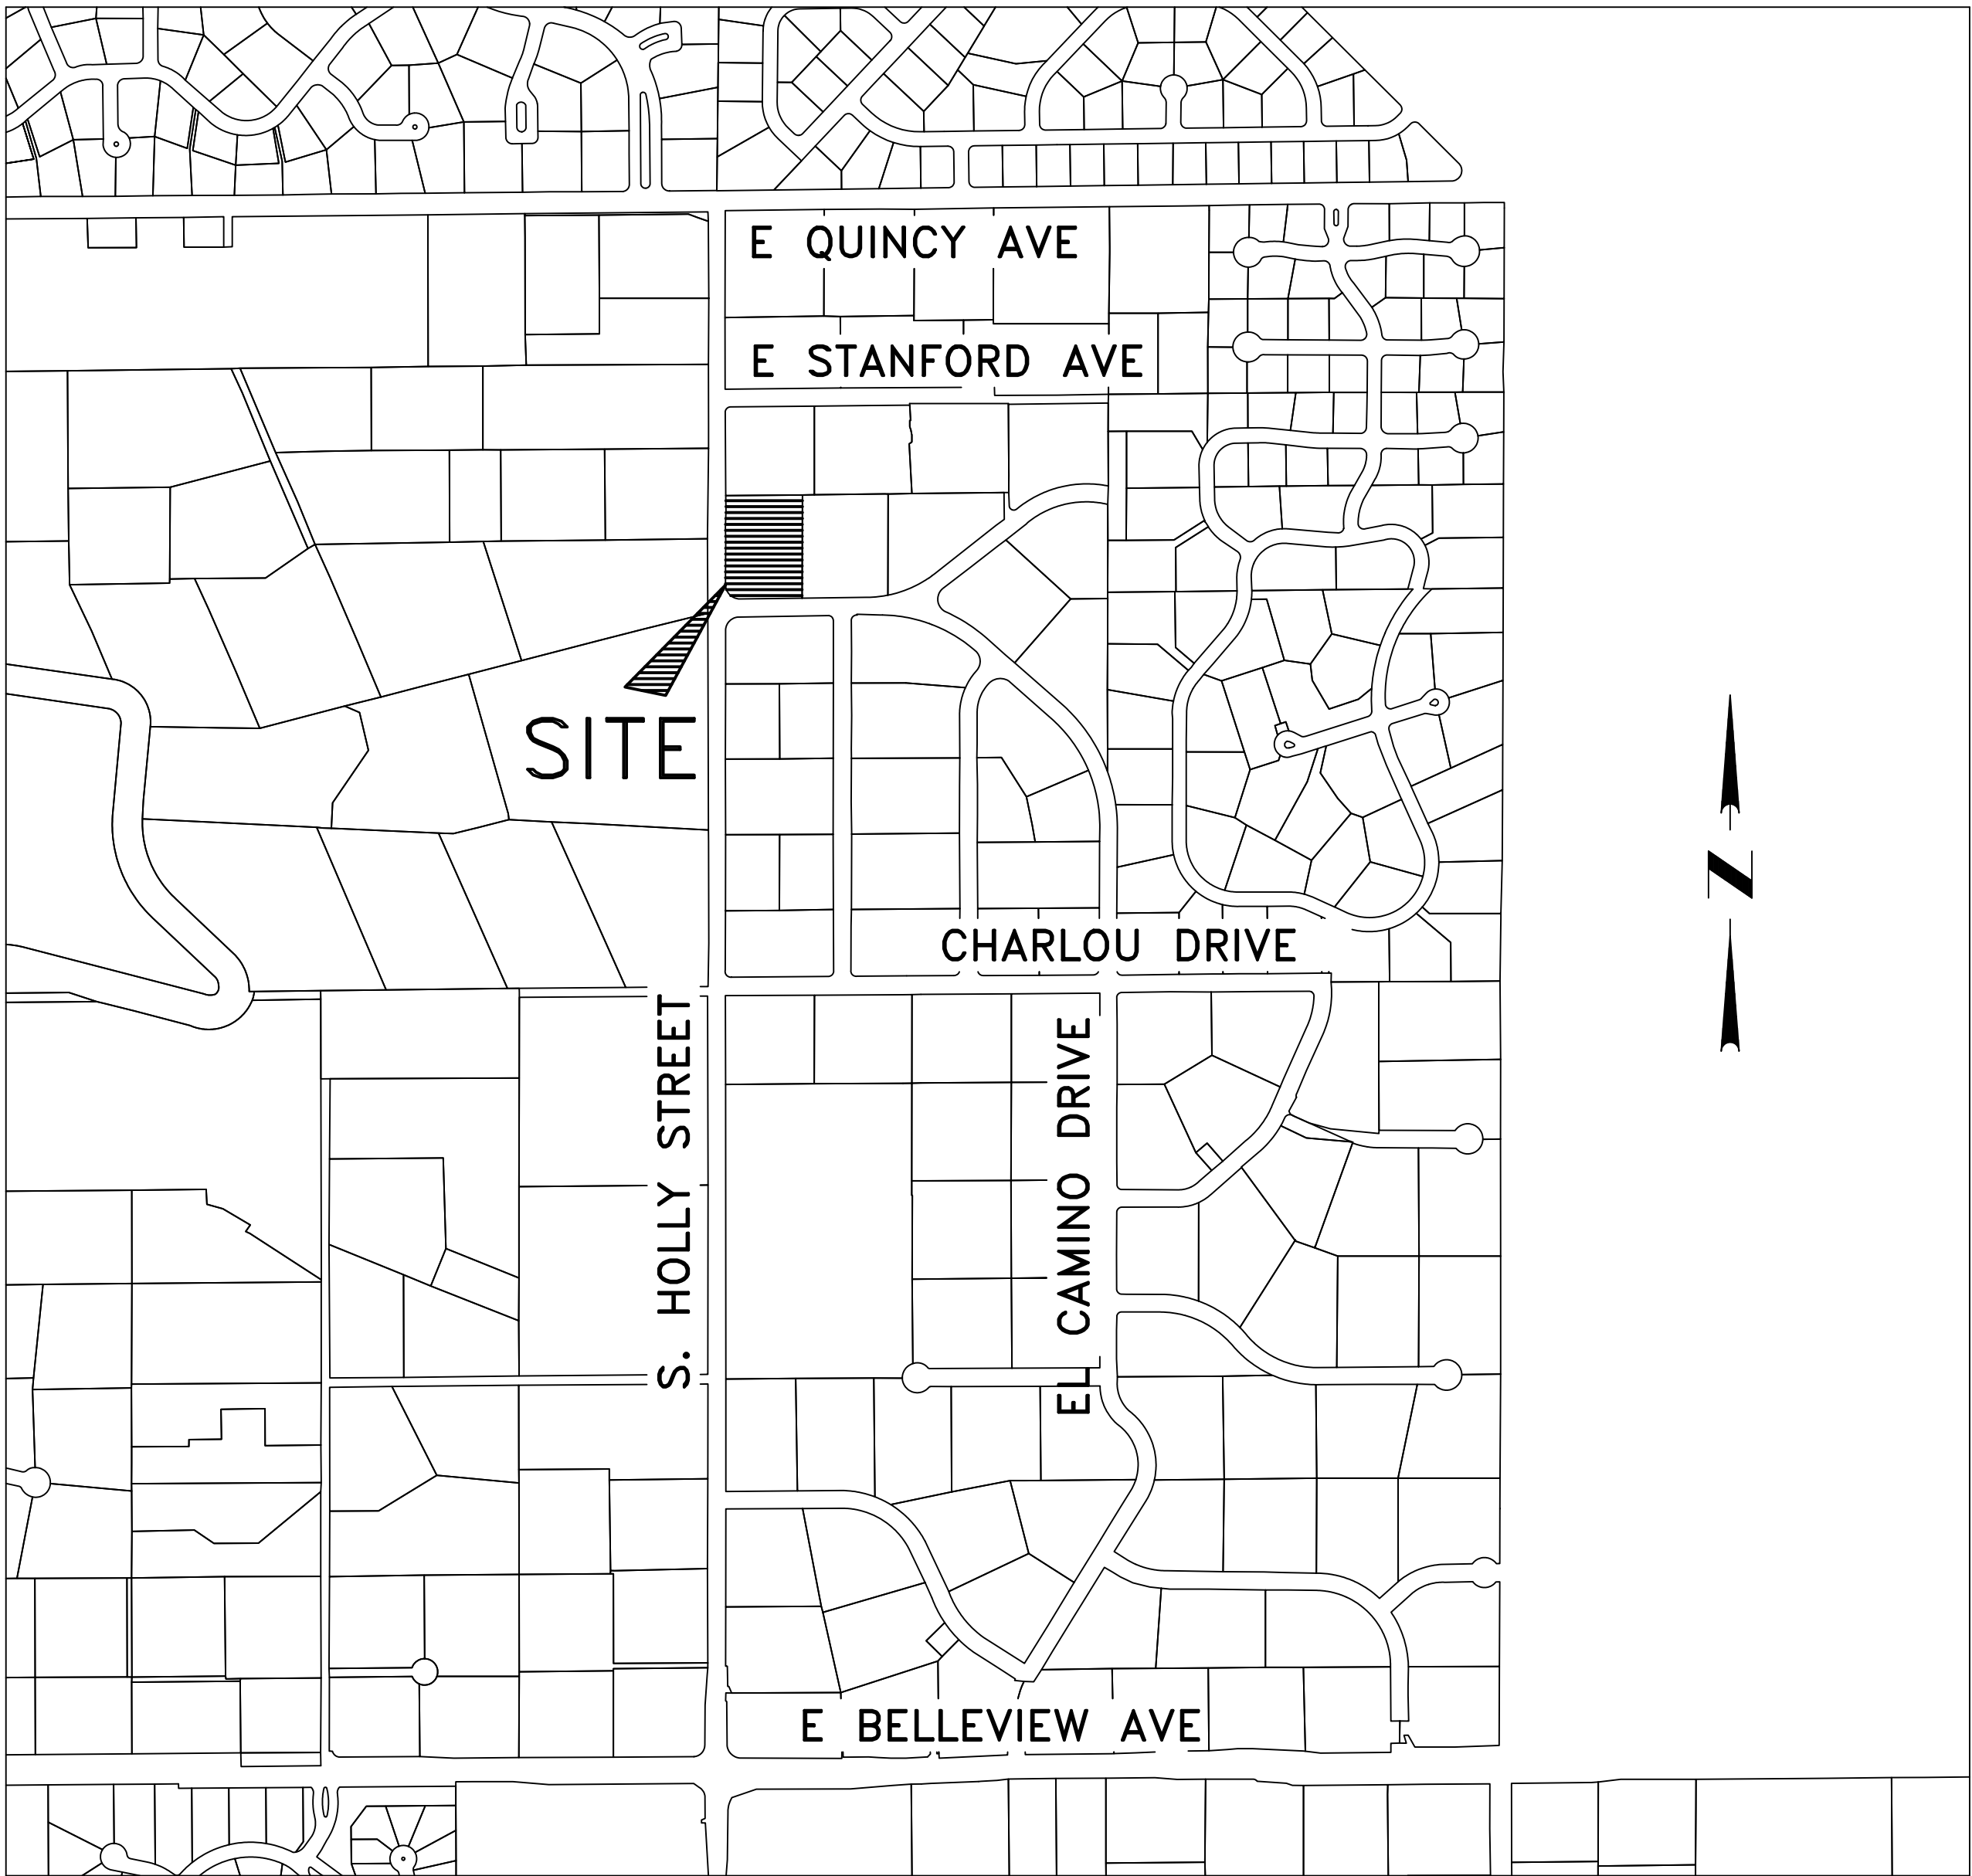 E QUINCY AVE
E STANFORD AVE
SITE
CHARLOU DRIVE
S. HOLLY STREET
EL CAMINO DRIVE
E BELLEVIEW AVE
N